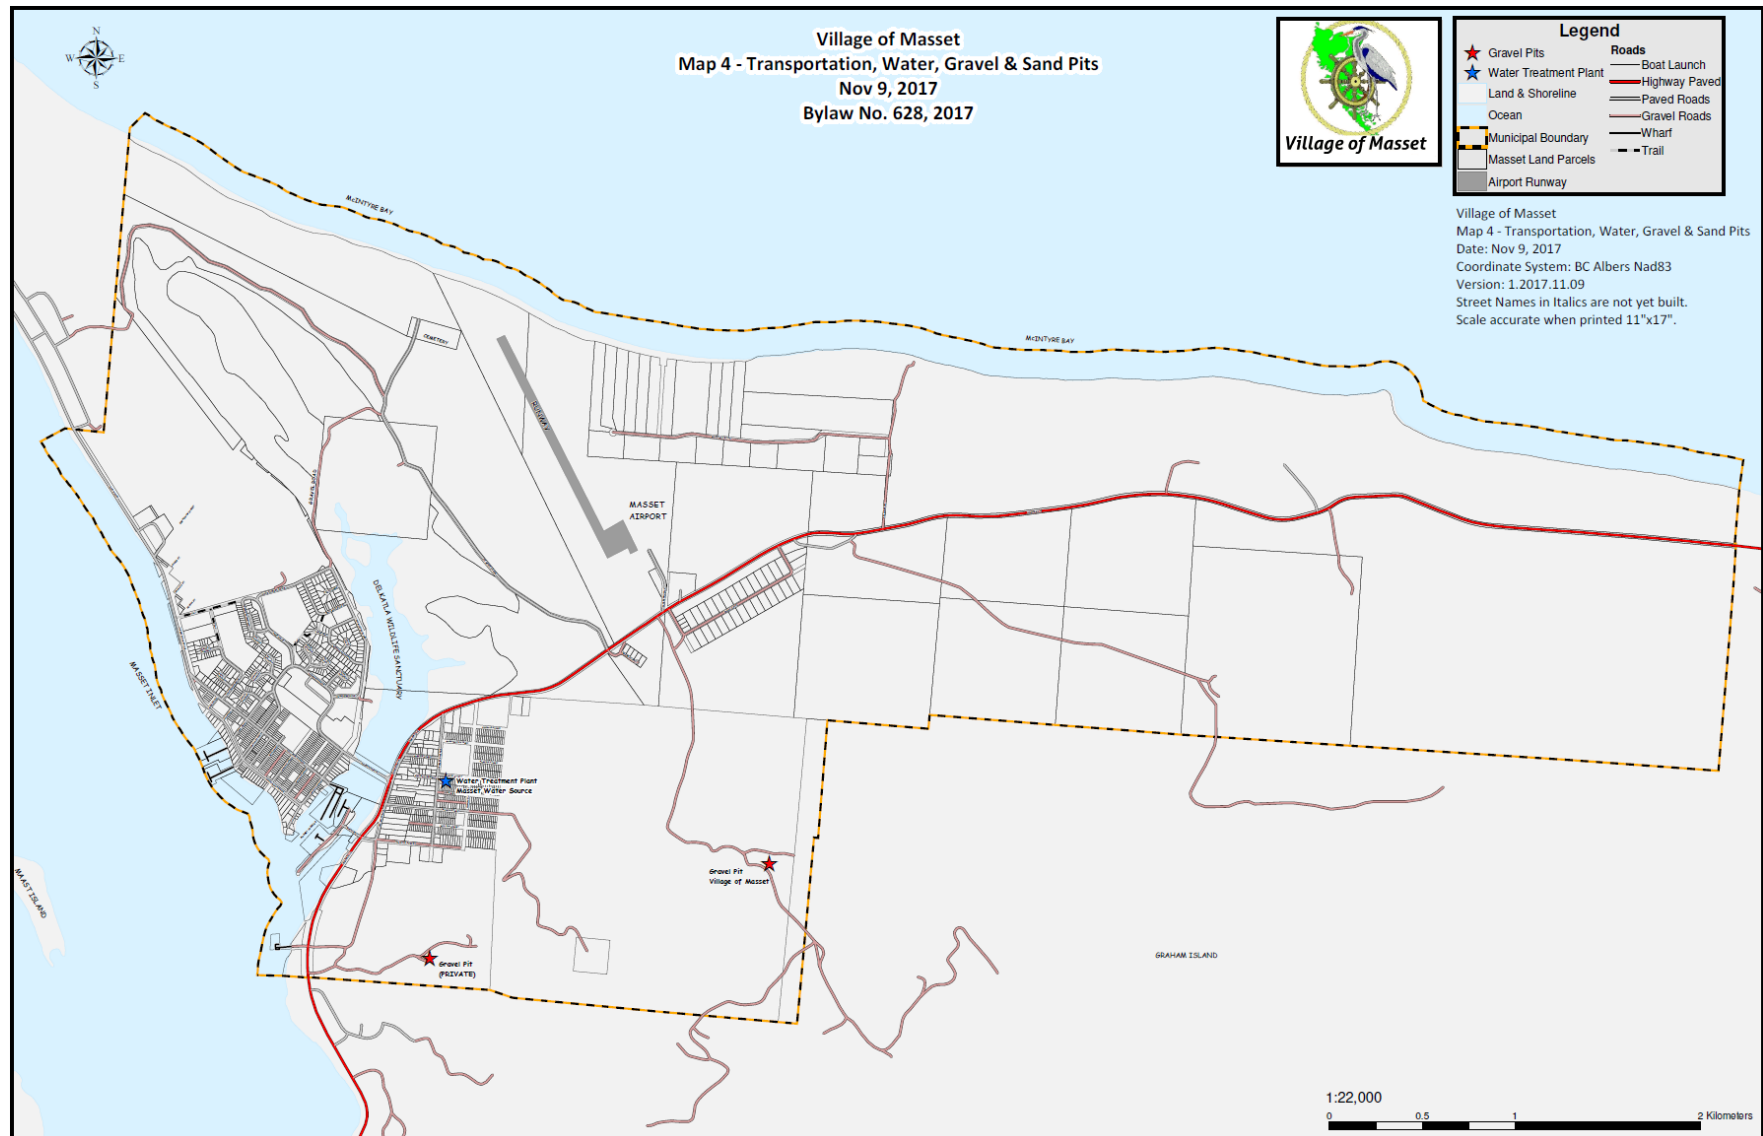 N
W
E
S
Village of Masset
Map 4 - Transportation, Water, Gravel & Sand Pits
Nov 9, 2017
Bylaw No. 628, 2017
Village of Masset
Legend
Gravel Pits
Water Treatment Plant
Land & Shoreline
Ocean
Municipal Boundary
Masset Land Parcels
Airport Runway
Roads
Boat Launch
Highway Paved
Paved Roads
Gravel Roads
Wharf
Trail
Village of Masset
Map 4 - Transportation, Water, Gravel & Sand Pits
Date: Nov 9, 2017
Coordinate System: BC Albers Nad83
Version: 1.2017.11.09
Street Names in Italics are not yet built.
Scale accurate when printed 11"x17".
McINTYRE BAY
McINTYRE BAY
CEMETERY
RUNWAY
MASSET
AIRPORT
DELKATLA WILDLIFE SANCTUARY
MASSET INLET
Water Treatment Plant
Masset Water Source
Gravel Pit
Village of Masset
MAAST ISLAND
Gravel Pit
(PRIVATE)
GRAHAM ISLAND
1:22,000
0
0.5
1
2 Kilometers